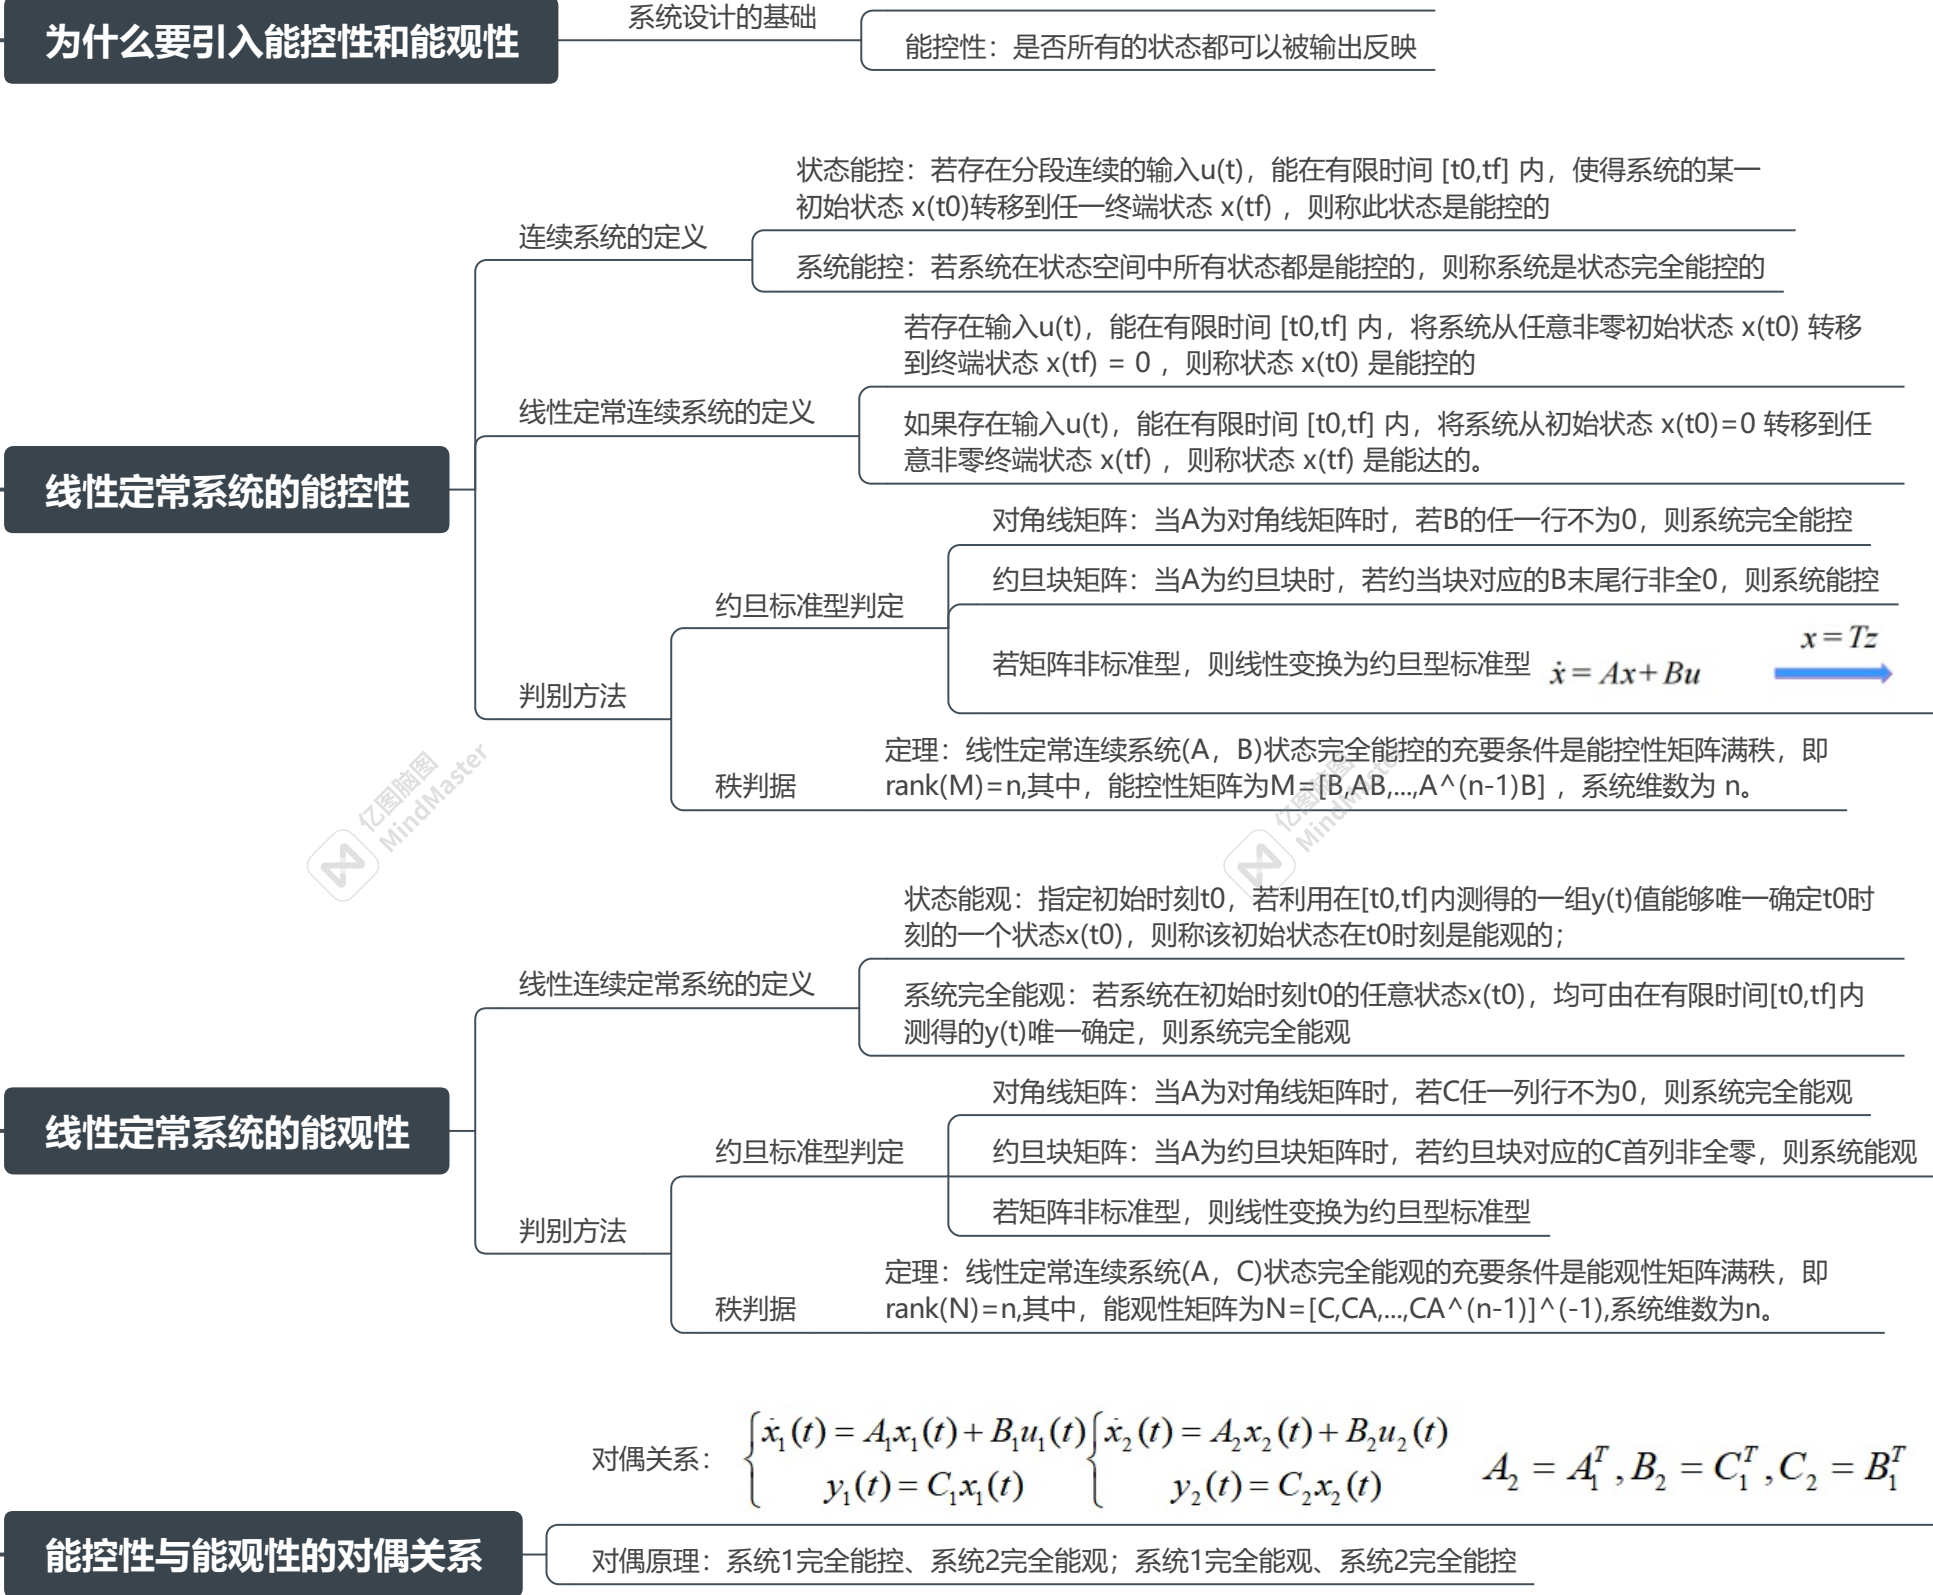 为什么要引入能控性和能观性
系统设计的基础
能控性：是否所有的状态都可以被输出反映
线性定常系统的能控性
连续系统的定义
状态能控：若存在分段连续的输入u(t)，能在有限时间 [t0,tf] 内，使得系统的某一
初始状态 x(t0)转移到任一终端状态 x(tf) ，则称此状态是能控的
系统能控：若系统在状态空间中所有状态都是能控的，则称系统是状态完全能控的
线性定常连续系统的定义
若存在输入u(t)，能在有限时间 [t0,tf] 内，将系统从任意非零初始状态 x(t0) 转移
到终端状态 x(tf) = 0 ，则称状态 x(t0) 是能控的
如果存在输入u(t)，能在有限时间 [t0,tf] 内，将系统从初始状态 x(t0)=0 转移到任
意非零终端状态 x(tf) ，则称状态 x(tf) 是能达的。
判别方法
约旦标准型判定
对角线矩阵：当A为对角线矩阵时，若B的任一行不为0，则系统完全能控
约旦块矩阵：当A为约旦块时，若约当块对应的B末尾行非全0，则系统能控
若矩阵非标准型，则线性变换为约旦型标准型 ẋ = Ax + Bu
x = Tz
秩判据
定理：线性定常连续系统(A，B)状态完全能控的充要条件是能控性矩阵满秩，即
rank(M)=n,其中，能控性矩阵为M=[B,AB,...,A^(n-1)B] ，系统维数为 n。
亿图脑图
MindMaster
亿图脑图
MindMaster
线性定常系统的能观性
线性连续定常系统的定义
状态能观：指定初始时刻t0，若利用在[t0,tf]内测得的一组y(t)值能够唯一确定t0时
刻的一个状态x(t0)，则称该初始状态在t0时刻是能观的；
系统完全能观：若系统在初始时刻t0的任意状态x(t0)，均可由在有限时间[t0,tf]内
测得的y(t)唯一确定，则系统完全能观
判别方法
约旦标准型判定
对角线矩阵：当A为对角线矩阵时，若C任一列行不为0，则系统完全能观
约旦块矩阵：当A为约旦块矩阵时，若约旦块对应的C首列非全零，则系统能观
若矩阵非标准型，则线性变换为约旦型标准型
秩判据
定理：线性定常连续系统(A，C)状态完全能观的充要条件是能观性矩阵满秩，即
rank(N)=n,其中，能观性矩阵为N=[C,CA,...,CA^(n-1)]^(-1),系统维数为n。
能控性与能观性的对偶关系
对偶关系：
ẋ₁(t) = A₁x₁(t) + B₁u₁(t)
y₁(t) = C₁x₁(t)
ẋ₂(t) = A₂x₂(t) + B₂u₂(t)
y₂(t) = C₂x₂(t)
A₂ = A₁ᵀ, B₂ = C₁ᵀ, C₂ = B₁ᵀ
对偶原理：系统1完全能控、系统2完全能观；系统1完全能观、系统2完全能控